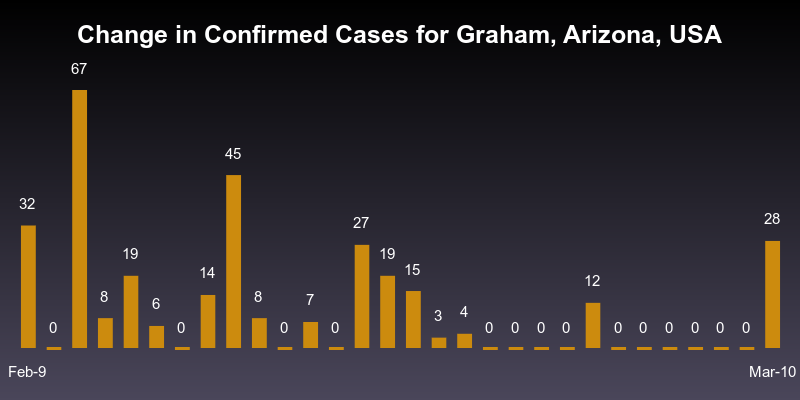 Change in Confirmed Cases for Graham, Arizona, USA
32 0 67 8 19 6 0 14 45 8 0 7 0 27 19 15 3 4 0 0 0 0 12 0 0 0 0 0 0 28
Feb-9 Mar-10